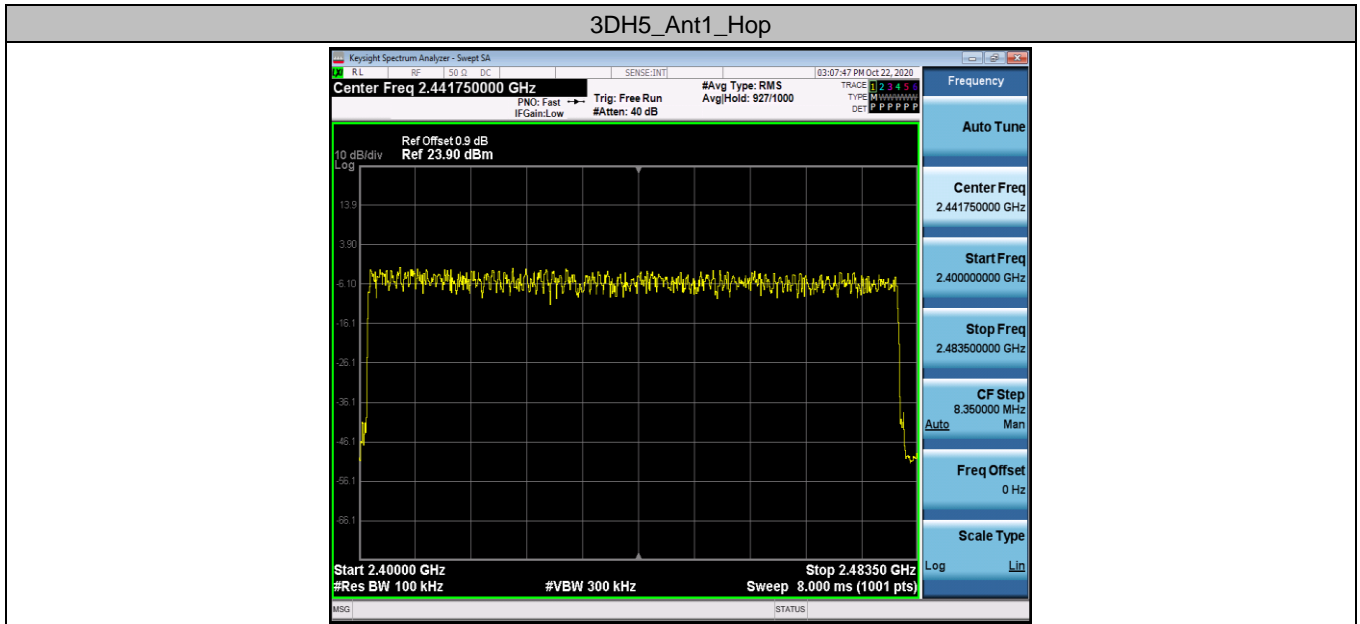 3DH5_Ant1_Hop
Keysight Spectrum Analyzer - Swept SA
RL RF 50 Ω DC SENSE:INT 03:07:47 PM Oct 22, 2020
Center Freq 2.441750000 GHz
PNO: Fast
IFGain:Low
Trig: Free Run
#Atten: 40 dB
#Avg Type: RMS
Avg|Hold: 927/1000
TRACE 1 2 3 4 5 6
TYPE M WWWWW
DET P P P P P P
Ref Offset 0.9 dB
10 dB/div Ref 23.90 dBm
Log
13.9
3.90
-6.10
-16.1
-26.1
-36.1
-46.1
-56.1
-66.1
Start 2.40000 GHz Stop 2.48350 GHz
#Res BW 100 kHz #VBW 300 kHz Sweep 8.000 ms (1001 pts)
MSG STATUS
Frequency
Auto Tune
Center Freq
2.441750000 GHz
Start Freq
2.400000000 GHz
Stop Freq
2.483500000 GHz
CF Step
8.350000 MHz
Auto Man
Freq Offset
0 Hz
Scale Type
Log Lin